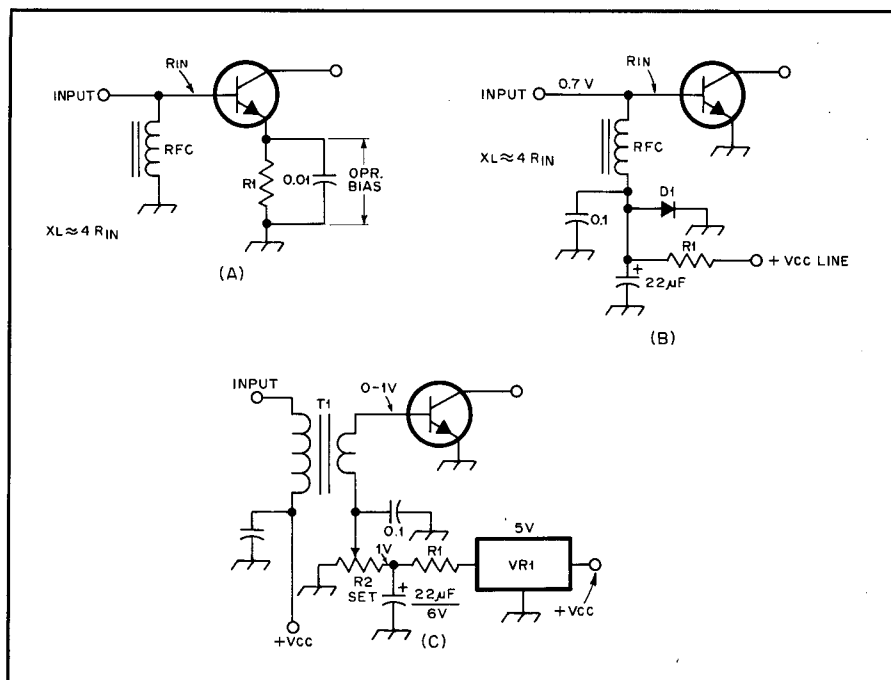 RIN
INPUT
RFC
R1
0.01
OPR.
BIAS
XL≈4 RIN
(A)
0.7 V
RIN
INPUT
RFC
XL≈4 RIN
D1
0.1
R1
+ VCC LINE
+
22µF
(B)
INPUT
T1
0-1V
0.1
5V
1V
R1
VR1
R2
SET
+
22µF
6V
+VCC
+VCC
(C)